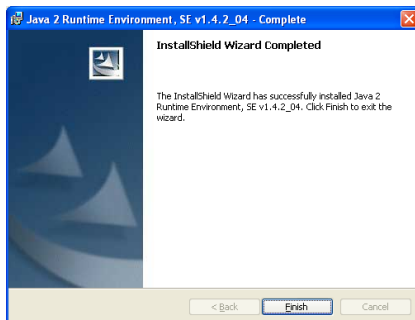 Java 2 Runtime Environment, SE v1.4.2_04 - Complete
InstallShield Wizard Completed
The InstallShield Wizard has successfully installed Java 2
Runtime Environment, SE v1.4.2_04. Click Finish to exit the
wizard.
< Back
Finish
Cancel